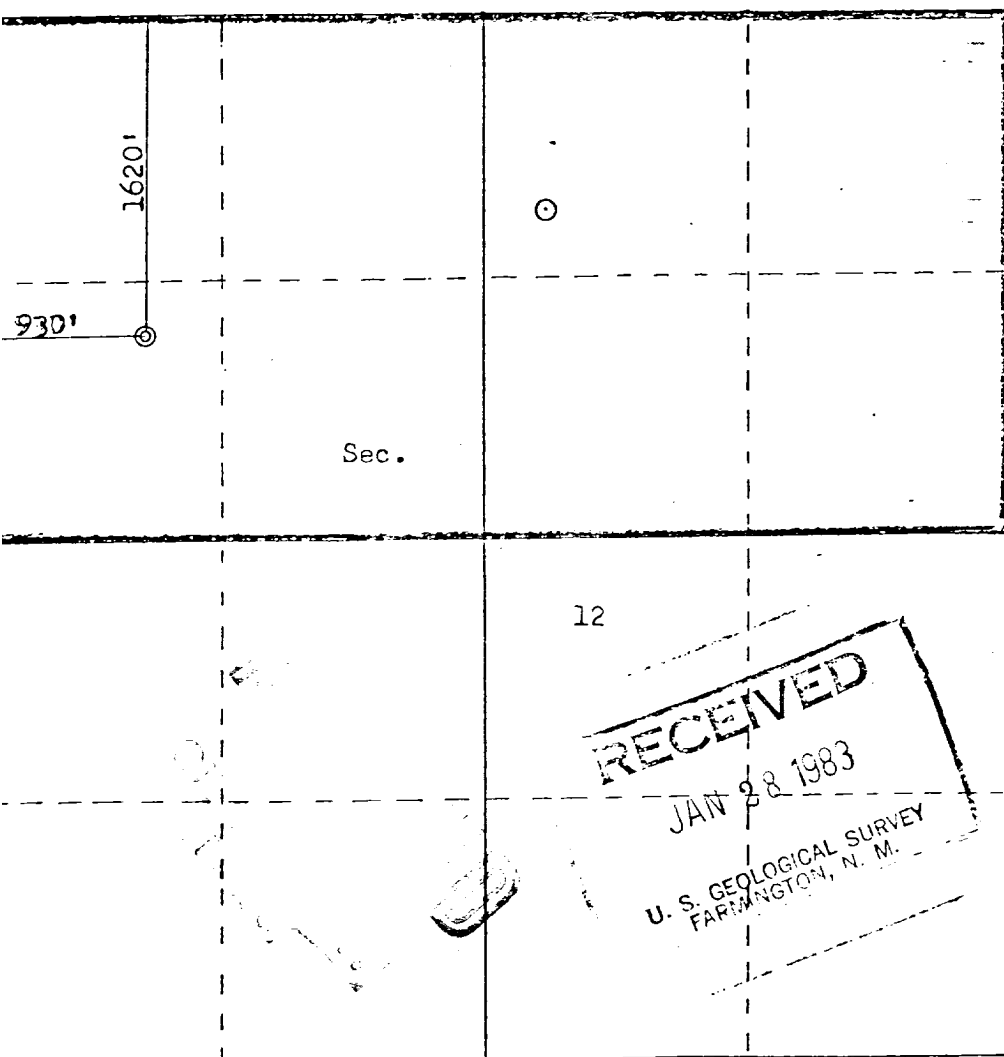 1620'
930'
Sec.
12
RECEIVED
JAN 28 1983
U. S. GEOLOGICAL SURVEY
FARMINGTON, N. M.